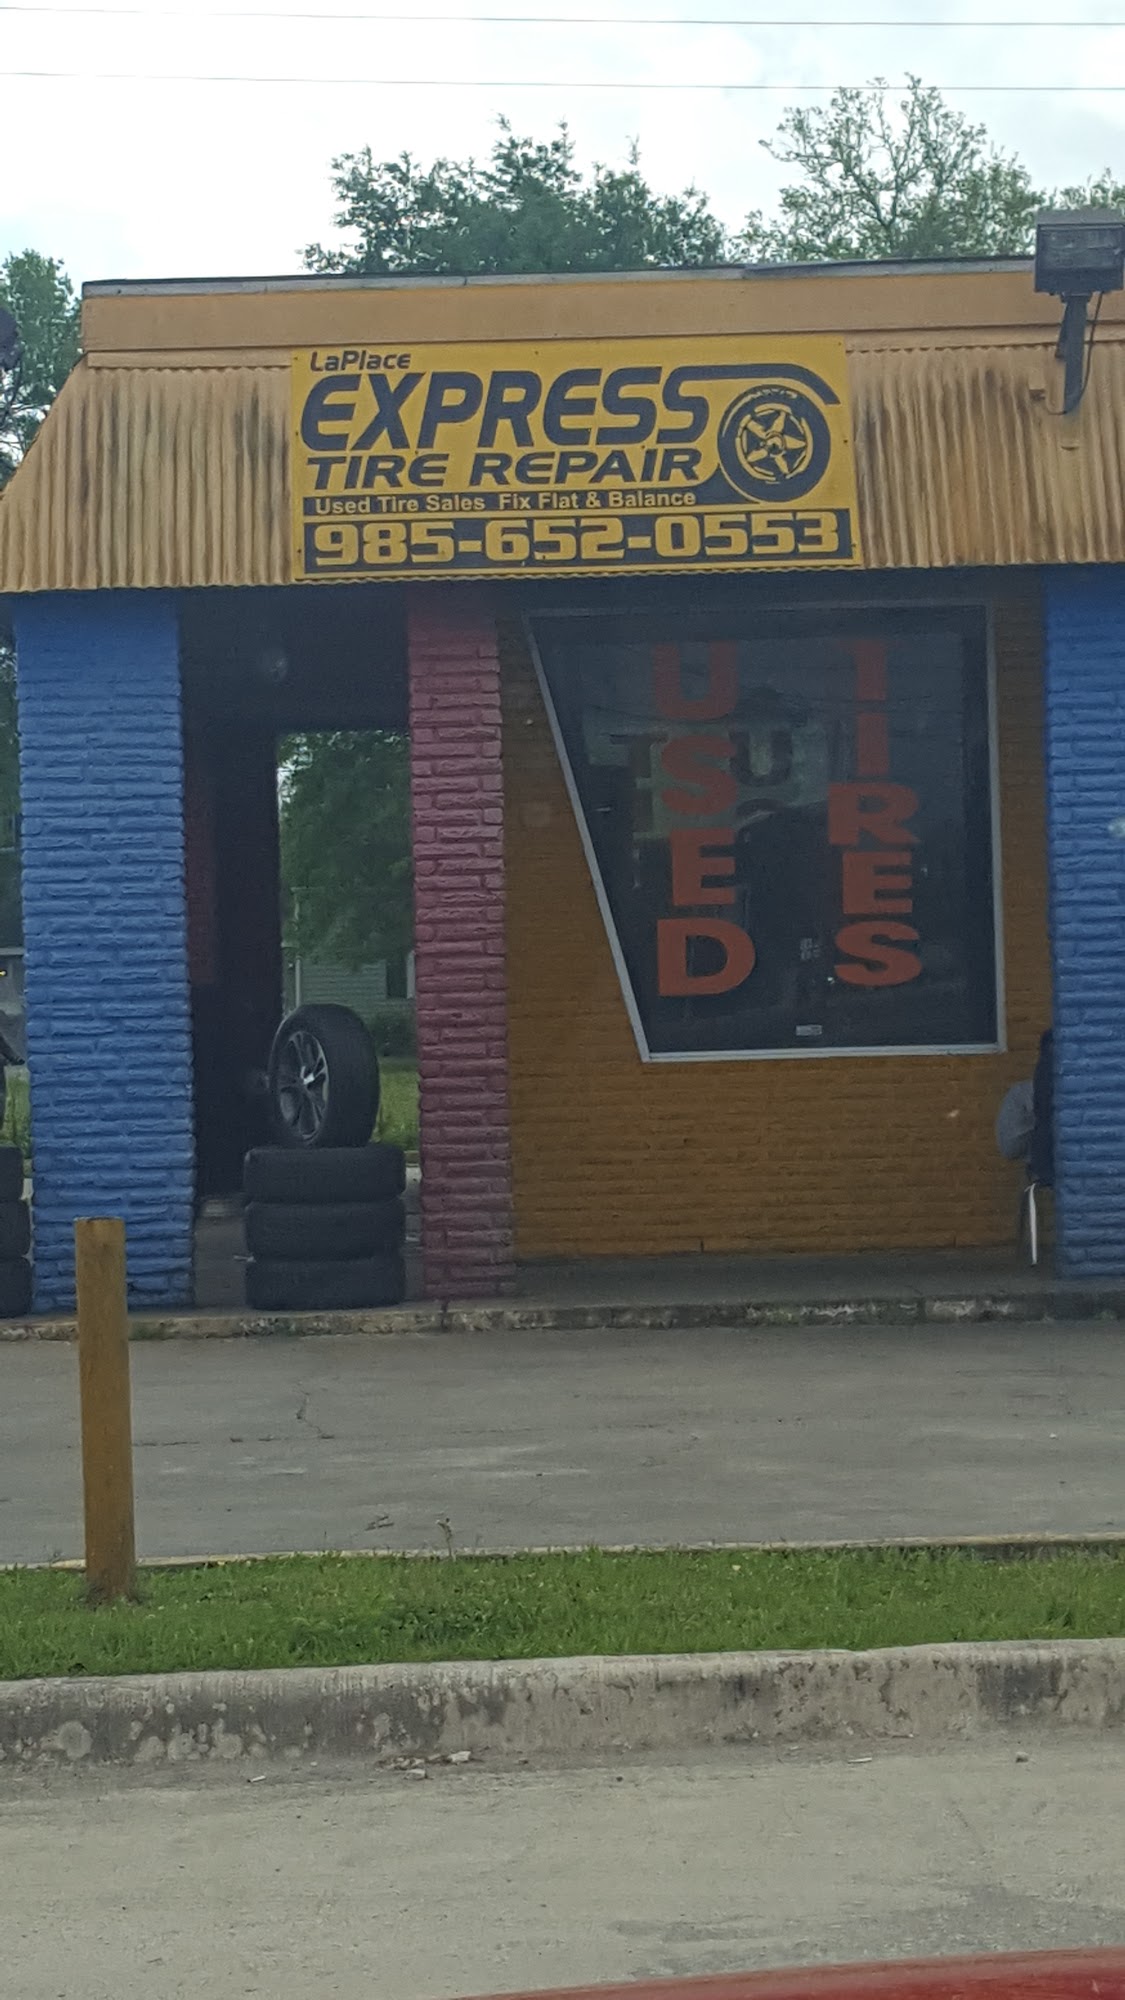 LaPlace
EXPRESS
TIRE REPAIR
Used Tire Sales Fix Flat & Balance
985-652-0553
USED
TIRES